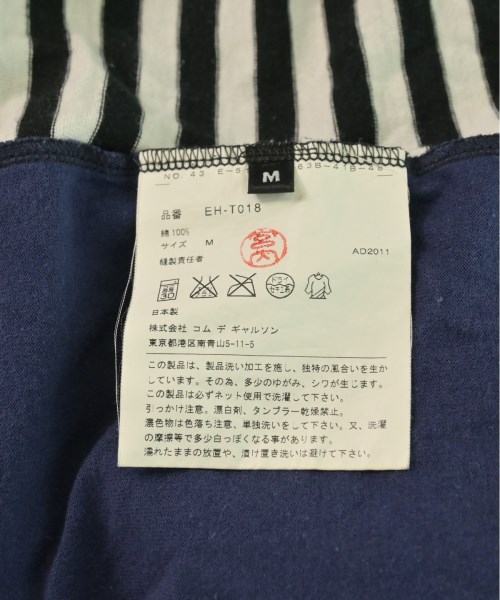 M
NO. 43
品番 EH-T018
綿 100%
サイズ M
縫製責任者
AD2011
日本製
株式会社 コム デ ギャルソン
東京都港区南青山5-11-5
この製品は、製品洗い加工を施し、独特の風合いを生か
しています。その為、多少のゆがみ、シワが生じます。
この製品は必ずネット使用で洗濯して下さい。
引っかけ注意。漂白剤、タンブラー乾燥禁止。
濃色物は色落ち注意、単独洗いをして下さい。又、洗濯
の摩擦等で多少白っぽくなる事があります。
濡れたままの放置や、漬け置き洗いは避けて下さい。